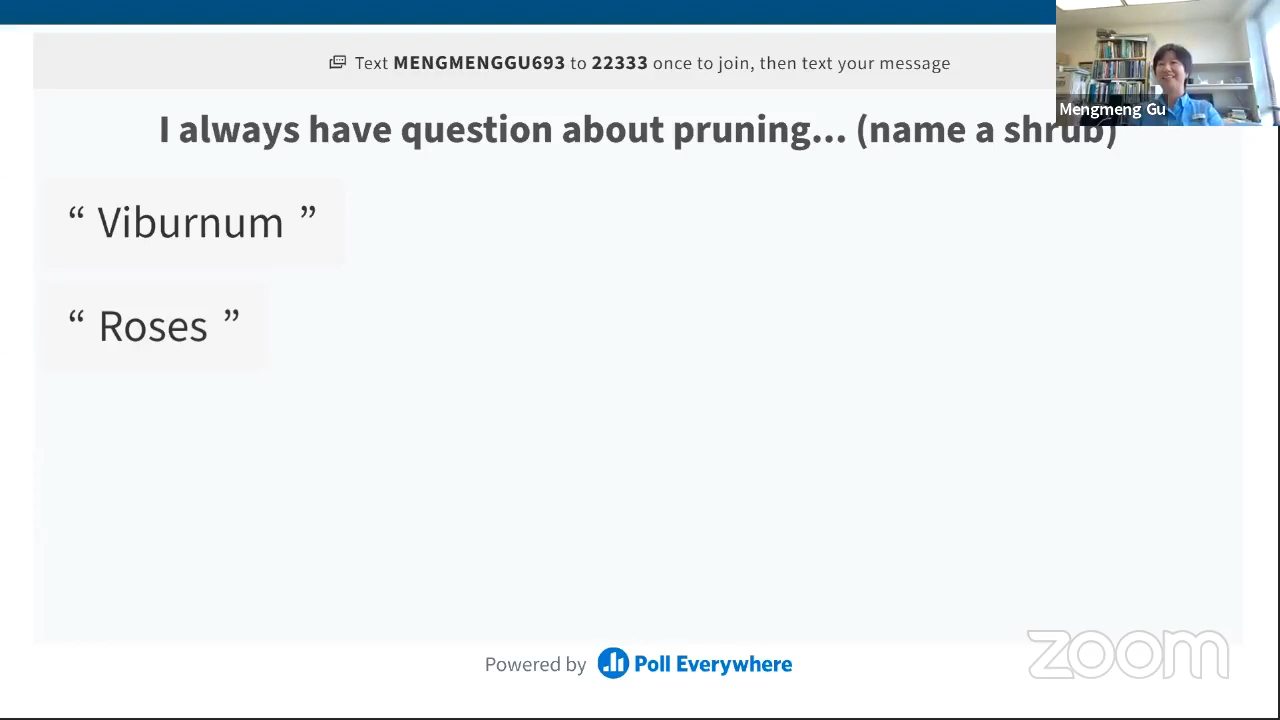 Text MENGMENGGU693 to 22333 once to join, then text your message
Mengmeng Gu
I always have question about pruning... (name a shrub)
“ Viburnum ”
“ Roses ”
Powered by Poll Everywhere
zoom